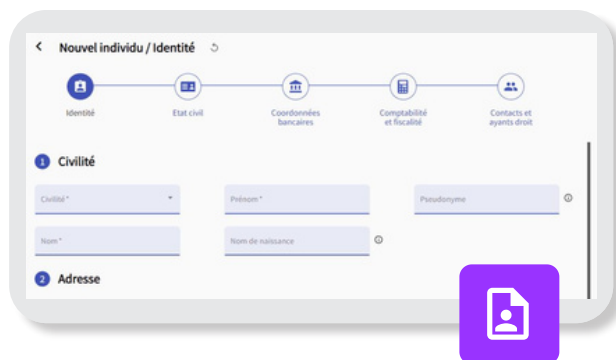 Nouvel individu / Identité
Identité
Etat civil
Coordonnées
bancaires
Comptabilité
et fiscalité
Contacts et
ayants droit
1 Civilité
Civilité *
Prénom *
Pseudonyme
Nom *
Nom de naissance
2 Adresse